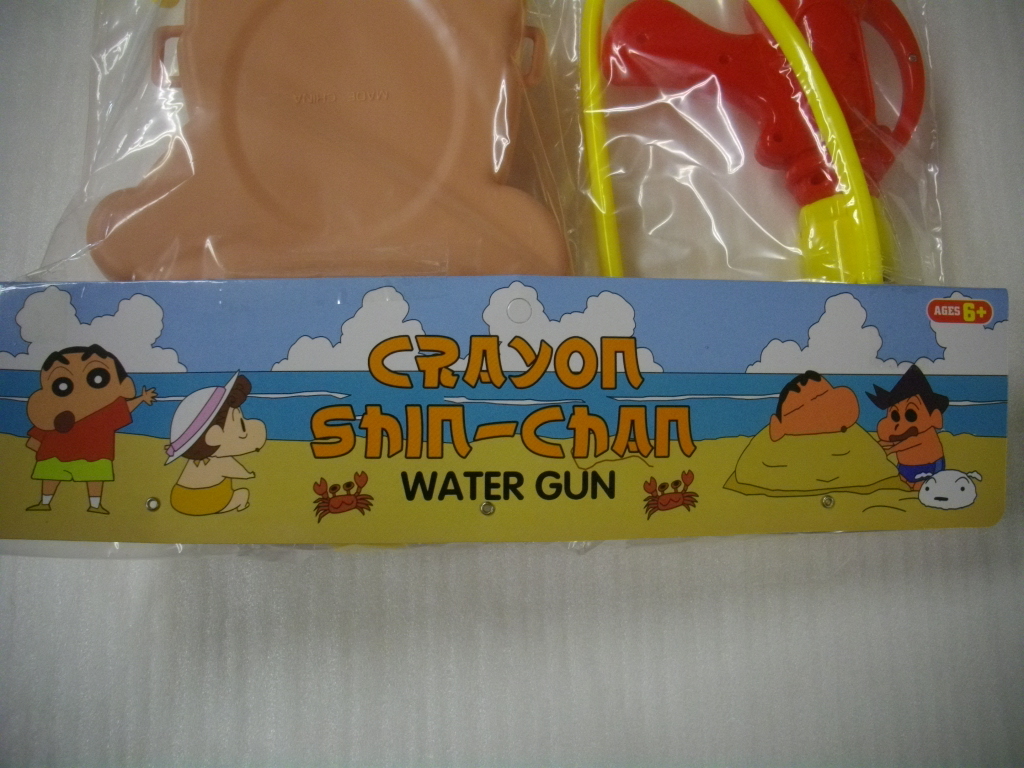 AGES 6+
CRAYON
SHIN-CHAN
WATER GUN